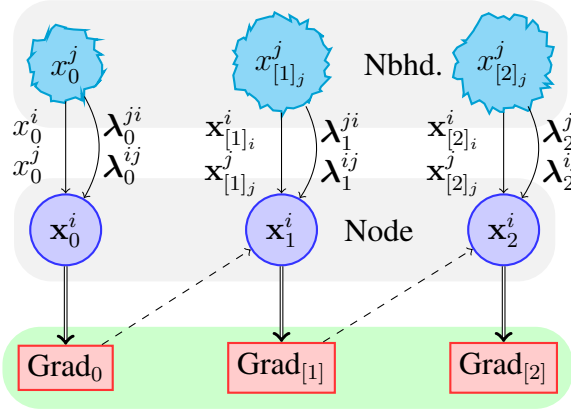 x_0^j x_{[1]_j}^j Nbhd. x_{[2]_j}^j
x_0^i λ_0^{ji} x_{[1]_i}^i λ_1^{ji} x_{[2]_i}^i λ_2^j
x_0^j λ_0^{ij} x_{[1]_j}^j λ_1^{ij} x_{[2]_j}^j λ_2^i
x_0^i x_1^i Node x_2^i
Grad_0 Grad_{[1]} Grad_{[2]}